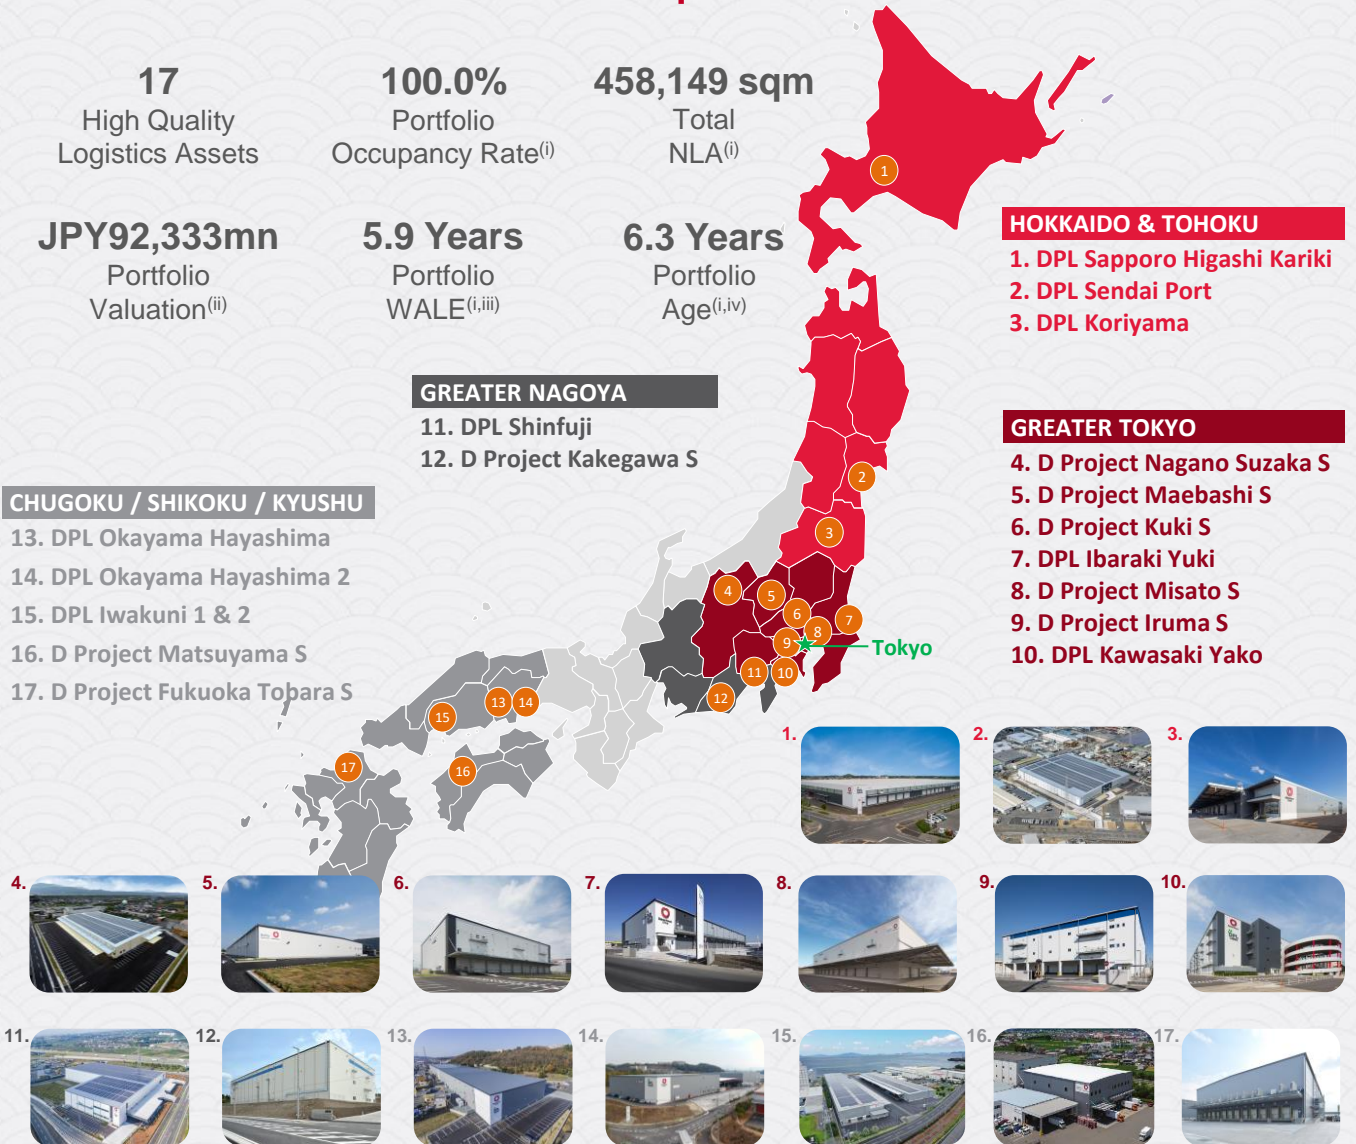 17
High Quality
Logistics Assets
100.0%
Portfolio
Occupancy Rate(i)
458,149 sqm
Total
NLA(i)
JPY92,333mn
Portfolio
Valuation(ii)
5.9 Years
Portfolio
WALE(i,iii)
6.3 Years
Portfolio
Age(i,iv)
HOKKAIDO & TOHOKU
1. DPL Sapporo Higashi Kariki
2. DPL Sendai Port
3. DPL Koriyama
GREATER NAGOYA
11. DPL Shinfuji
12. D Project Kakegawa S
GREATER TOKYO
4. D Project Nagano Suzaka S
5. D Project Maebashi S
6. D Project Kuki S
7. DPL Ibaraki Yuki
8. D Project Misato S
9. D Project Iruma S
10. DPL Kawasaki Yako
CHUGOKU / SHIKOKU / KYUSHU
13. DPL Okayama Hayashima
14. DPL Okayama Hayashima 2
15. DPL Iwakuni 1 & 2
16. D Project Matsuyama S
17. D Project Fukuoka Tobara S
1
2
3
4
5
6
7
8
9
Tokyo
10
11
12
13
14
15
16
17
1.
2.
3.
4.
5.
6.
7.
8.
9.
10.
11.
12.
13.
14.
15.
16.
17.